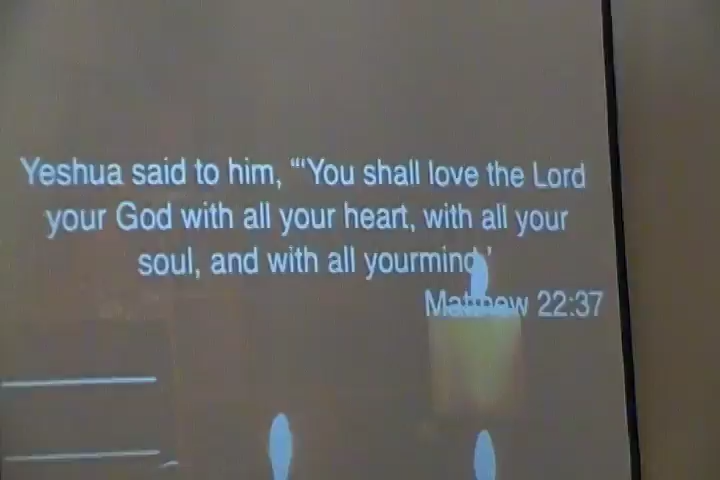 Yeshua said to him, “‘You shall love the Lord
your God with all your heart, with all your
soul, and with all yourmind.’
Matthew 22:37